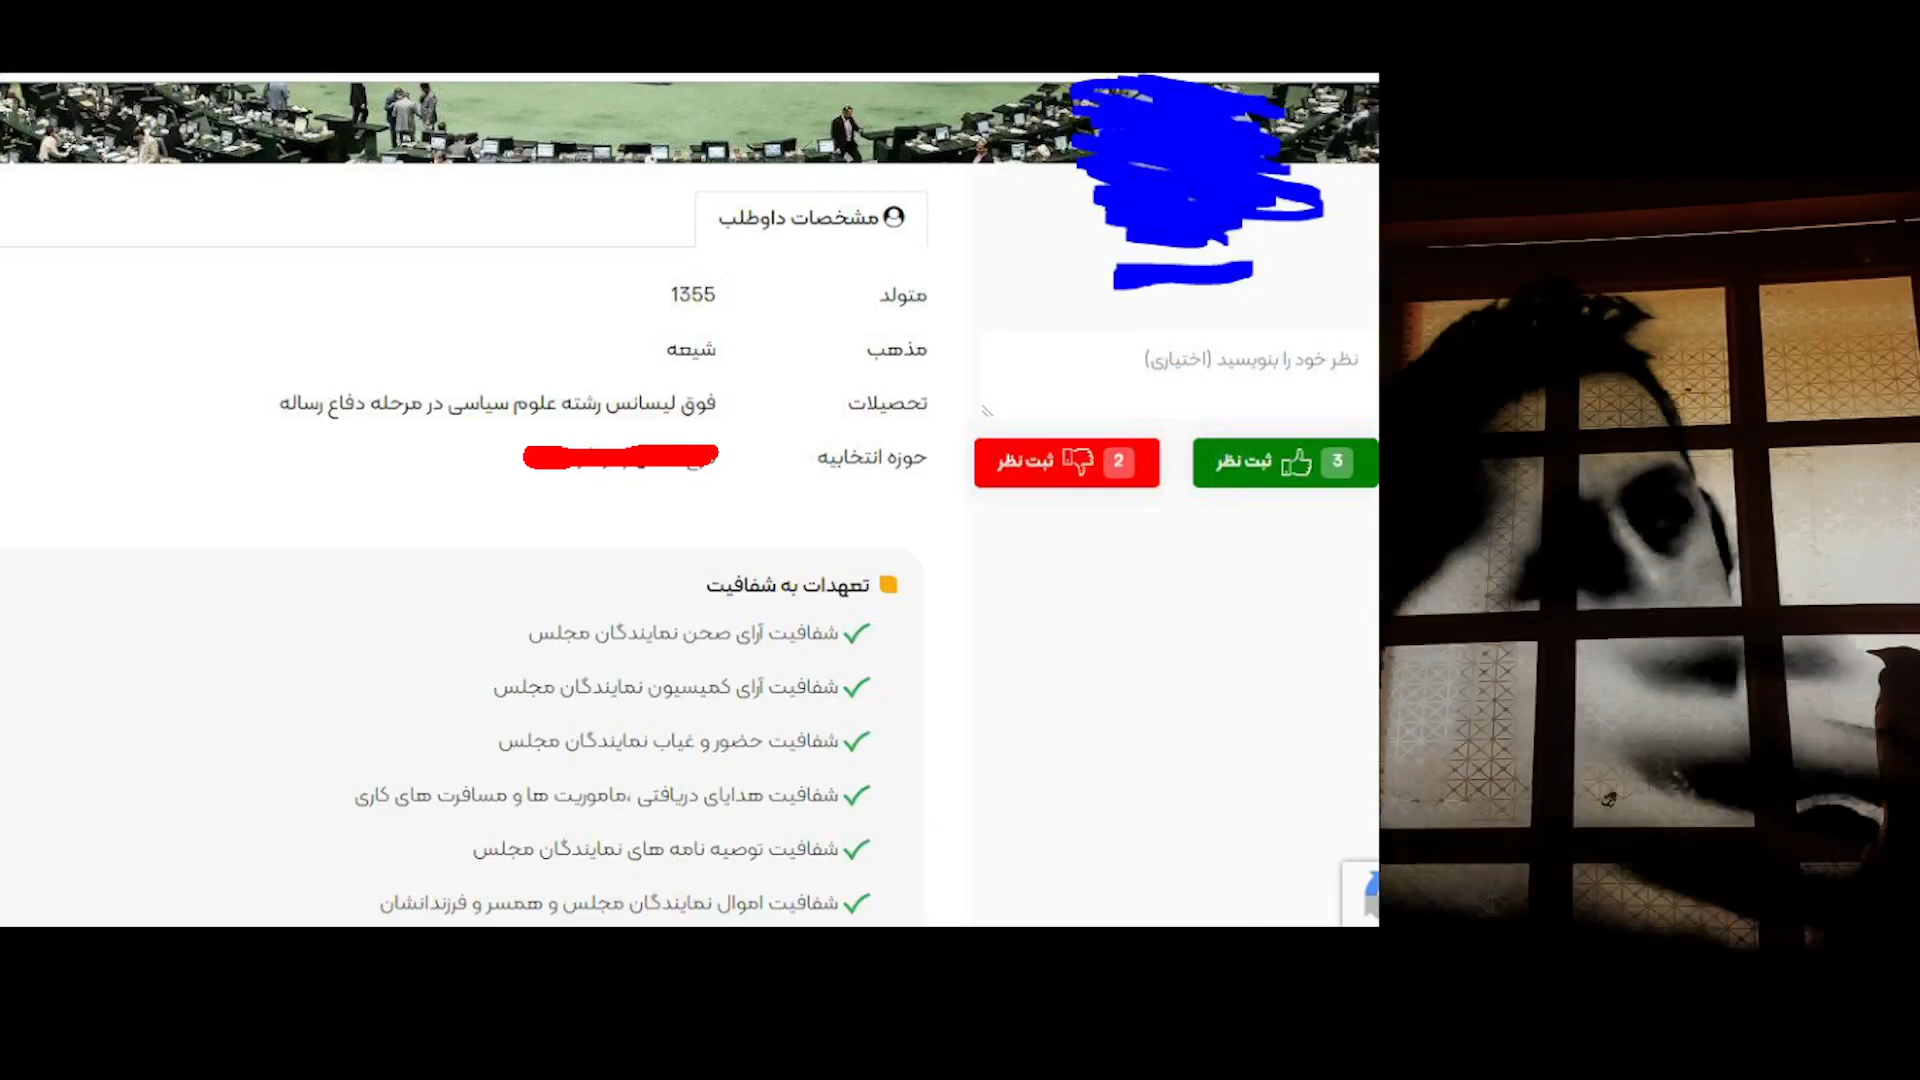 مشخصات داوطلب
متولد 1355
مذهب شیعه
تحصیلات فوق لیسانس رشته علوم سیاسی در مرحله دفاع رساله
حوزه انتخابیه
نظر خود را بنویسید (اختیاری)
3 ثبت نظر
2 ثبت نظر
تعهدات به شفافیت
شفافیت آرای صحن نمایندگان مجلس
شفافیت آرای کمیسیون نمایندگان مجلس
شفافیت حضور و غیاب نمایندگان مجلس
شفافیت هدایای دریافتی ،ماموریت ها و مسافرت های کاری
شفافیت توصیه نامه های نمایندگان مجلس
شفافیت اموال نمایندگان مجلس و همسر و فرزندانشان